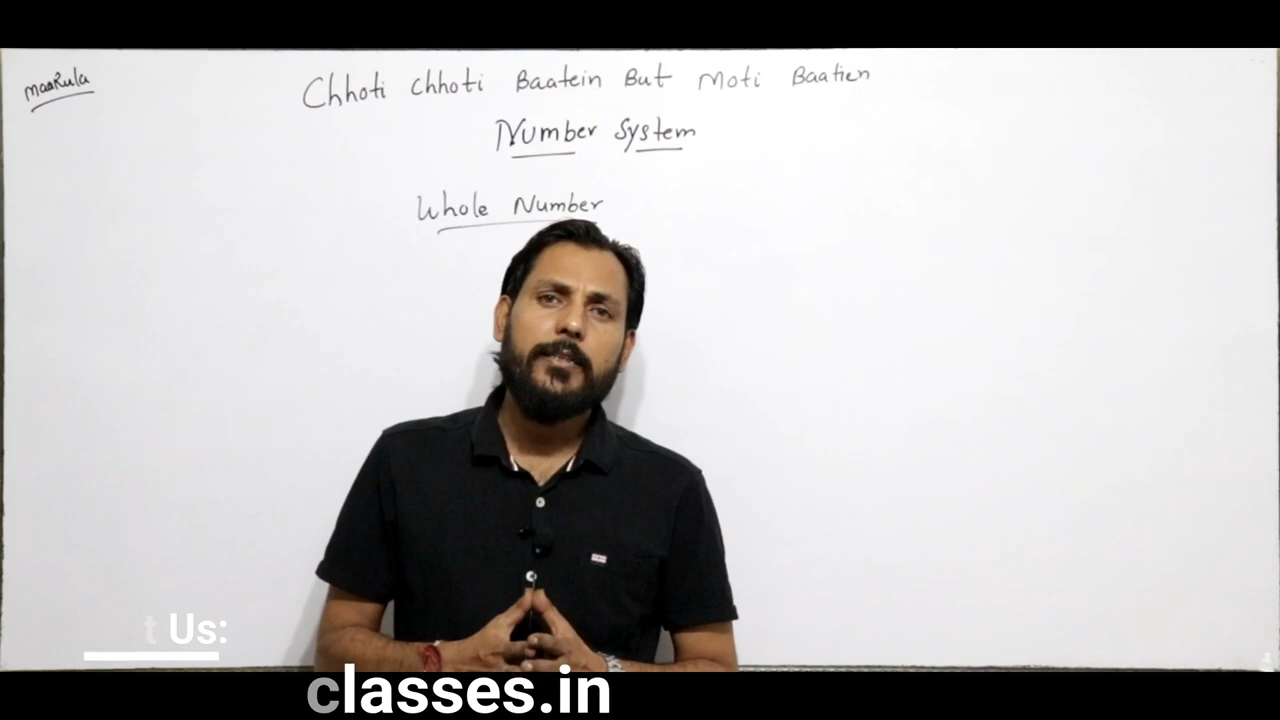 maaRula
Chhoti Chhoti Baatein But Moti Baatien
Number System
Whole Number
t Us:
classes.in